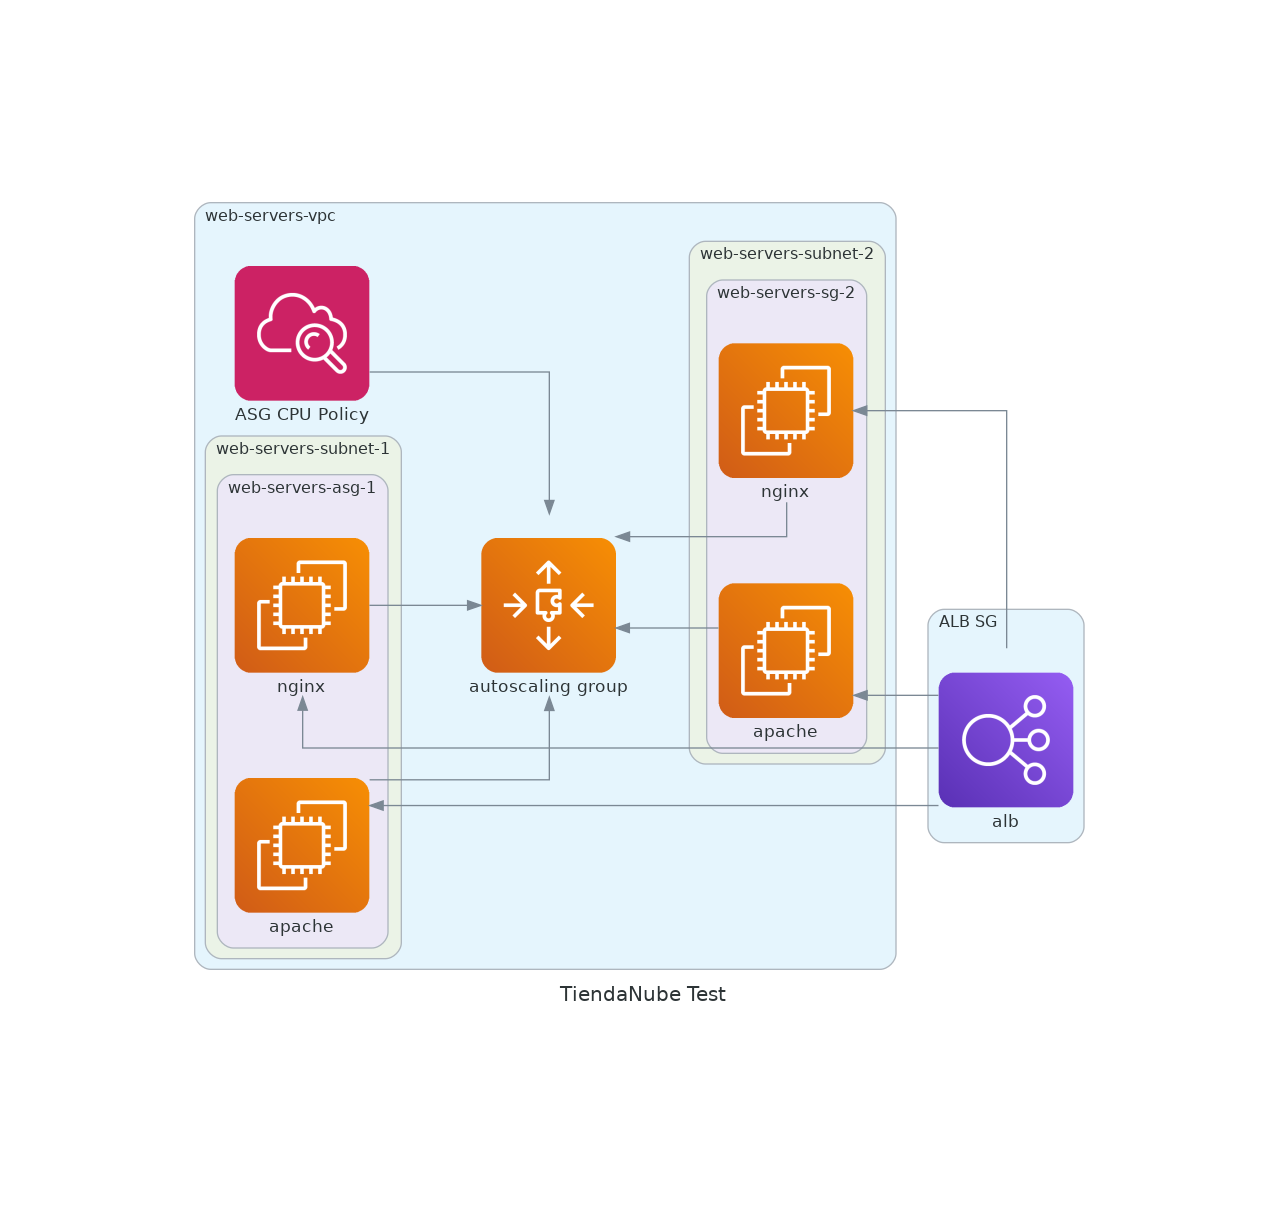 web-servers-vpc
web-servers-subnet-2
web-servers-sg-2
ASG CPU Policy
web-servers-subnet-1
web-servers-asg-1
nginx
nginx
autoscaling group
apache
ALB SG
alb
apache
TiendaNube Test